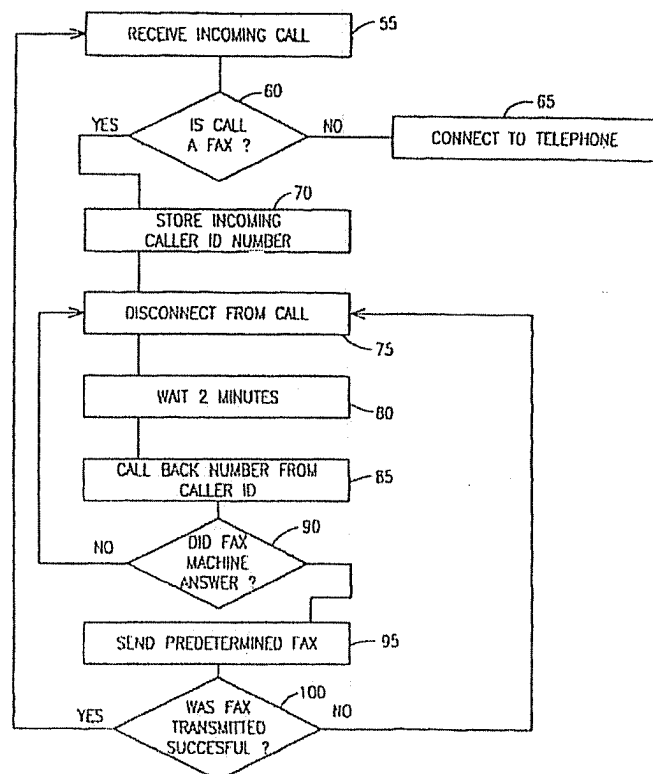 RECEIVE INCOMING CALL
55
60
YES
IS CALL
A FAX ?
NO
65
CONNECT TO TELEPHONE
70
STORE INCOMING
CALLER ID NUMBER
DISCONNECT FROM CALL
75
WAIT 2 MINUTES
80
CALL BACK NUMBER FROM
CALLER ID
85
90
NO
DID FAX
MACHINE
ANSWER ?
SEND PREDETERMINED FAX
95
100
YES
WAS FAX
TRANSMITTED
SUCCESFUL ?
NO